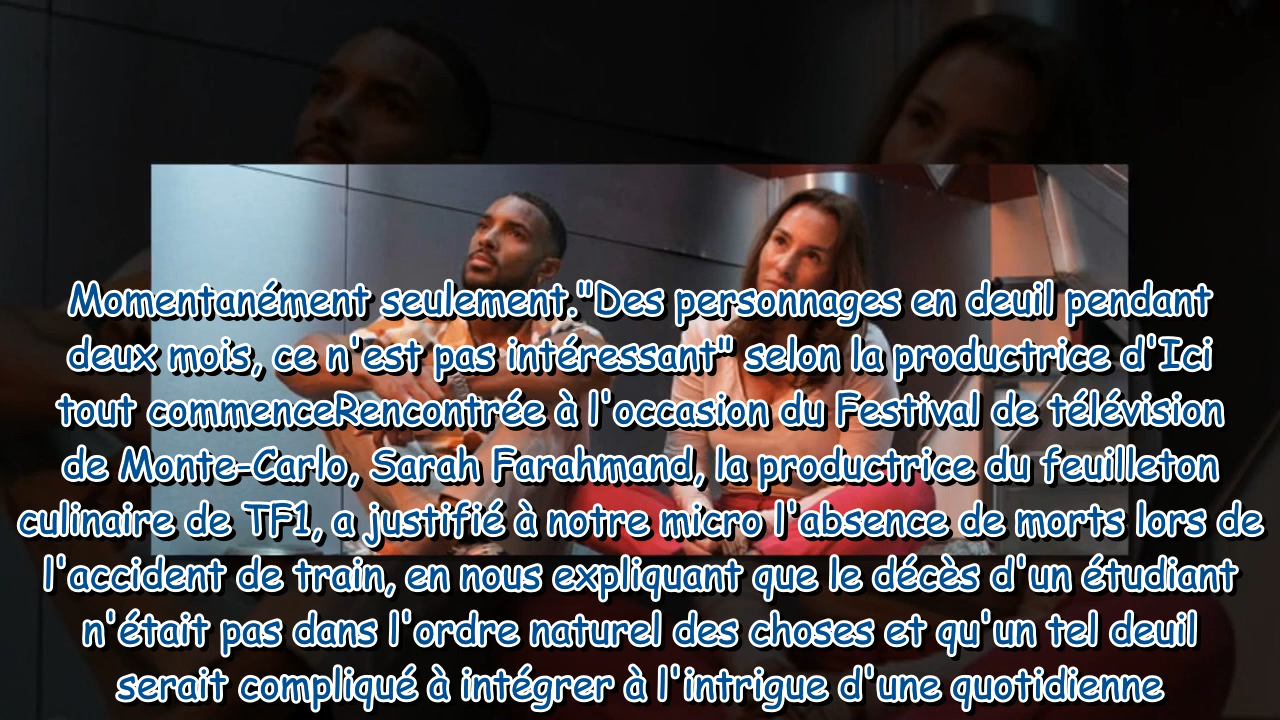 Momentanément seulement."Des personnages en deuil pendant
deux mois, ce n'est pas intéressant" selon la productrice d'Ici
tout commenceRencontrée à l'occasion du Festival de télévision
de Monte-Carlo, Sarah Farahmand, la productrice du feuilleton
culinaire de TF1, a justifié à notre micro l'absence de morts lors de
l'accident de train, en nous expliquant que le décès d'un étudiant
n'était pas dans l'ordre naturel des choses et qu'un tel deuil
serait compliqué à intégrer à l'intrigue d'une quotidienne